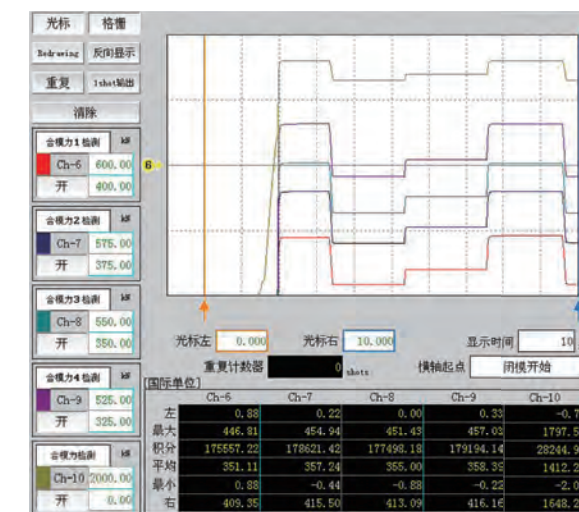 光标 格栅
Redrawing 反向显示
重复 1shot输出
清除
合模力1检测 kN
Ch-6 600.00
开 400.00
合模力2检测 kN
Ch-7 575.00
开 375.00
合模力3检测 kN
Ch-8 550.00
开 350.00
合模力4检测 kN
Ch-9 525.00
开 325.00
合模力检测 kN
Ch-10 2000.00
开 0.00
6
光标左 0.000 光标右 10.000 显示时间 10
重复计数器 0 shots 横轴起点 闭模开始
[国际单位]
Ch-6 Ch-7 Ch-8 Ch-9 Ch-10
左 0.88 0.22 0.00 0.33 -0.7
最大 446.81 454.94 451.43 457.03 1797.5
积分 175557.22 178621.42 177498.18 179194.14 28244.9
平均 351.11 357.24 355.00 358.39 1412.2
最小 0.88 -0.44 -0.88 -0.22 -2.0
右 409.35 415.50 413.09 416.16 1648.2